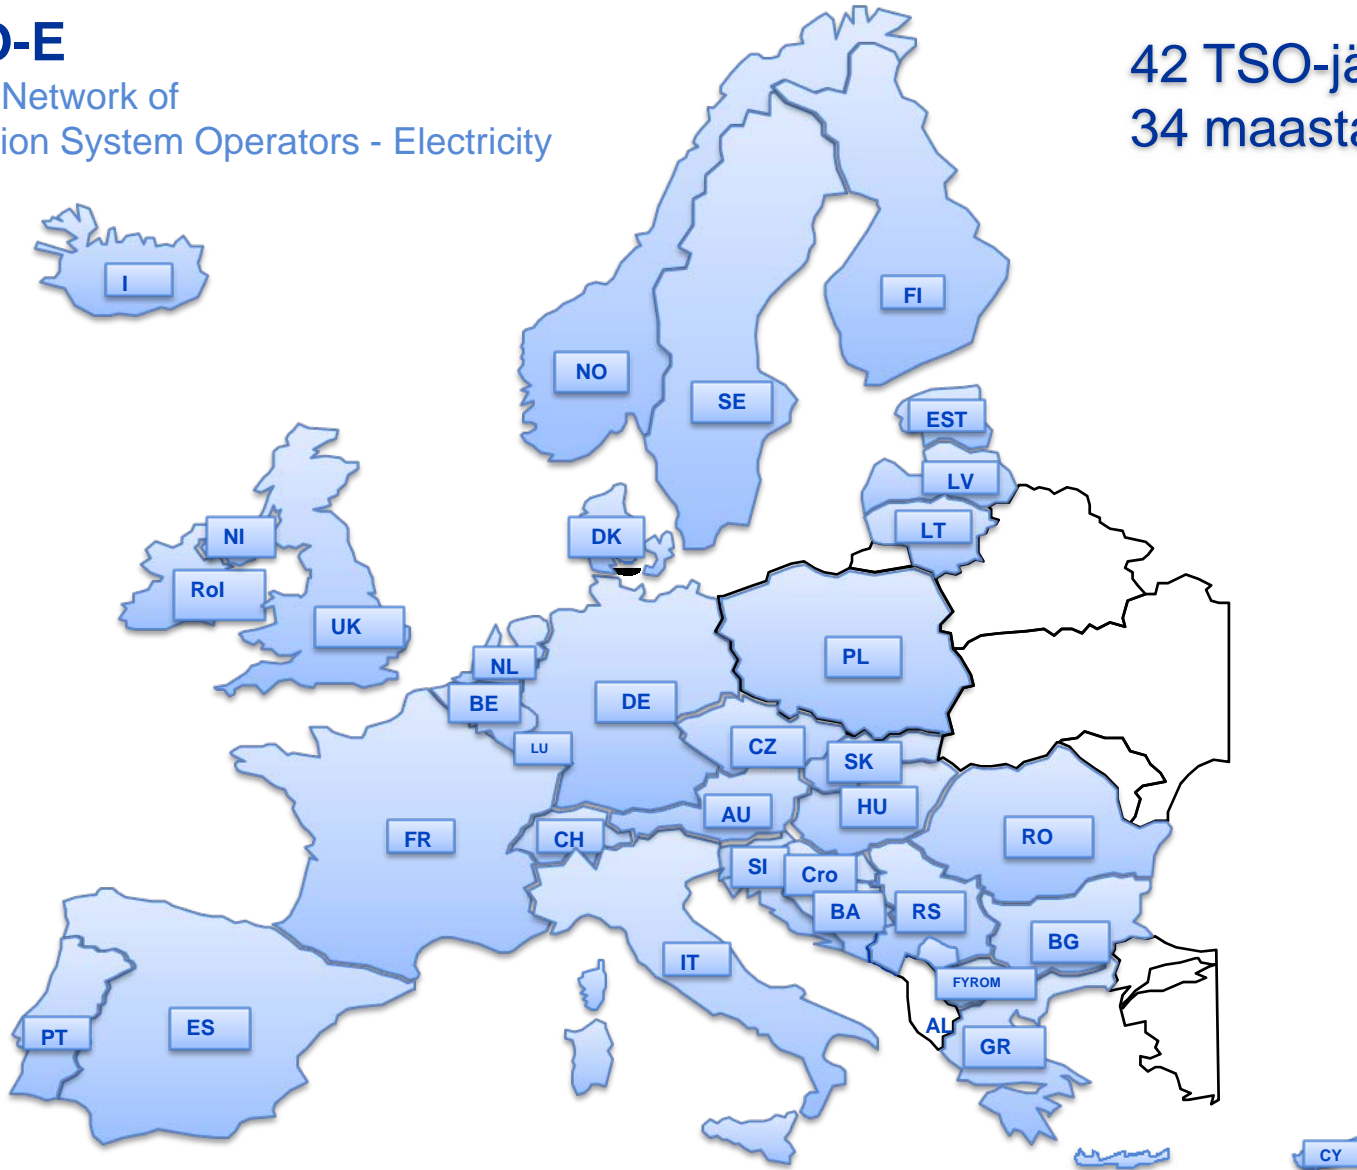 O-E
Network of
ion System Operators - Electricity
42 TSO-jä
34 maasta
I
FI
NO
SE
EST
LV
LT
NI
DK
RoI
UK
NL
PL
BE
DE
LU
CZ
SK
AU
HU
FR
CH
RO
SI
Cro
BA
RS
BG
IT
FYROM
PT
ES
AL
GR
CY